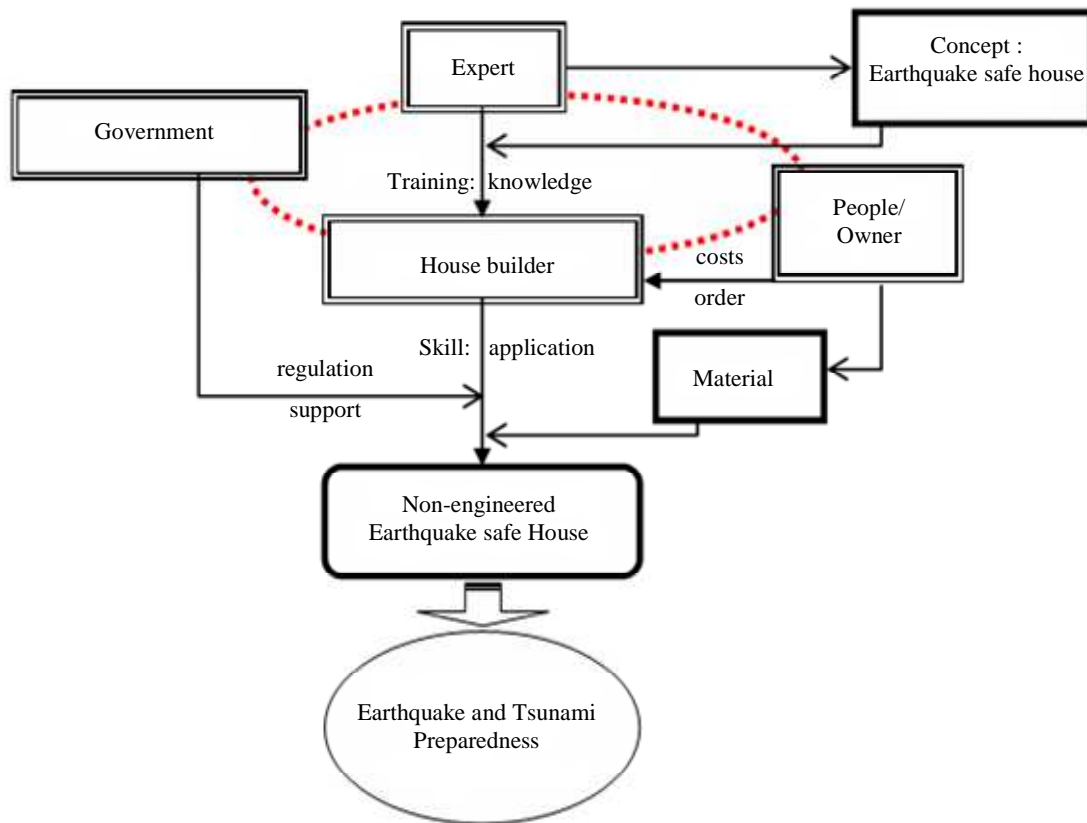 Concept :
Earthquake safe house
Expert
Government
Training: knowledge
People/
Owner
House builder
costs
order
Skill: application
regulation
support
Material
Non-engineered
Earthquake safe House
Earthquake and Tsunami
Preparedness